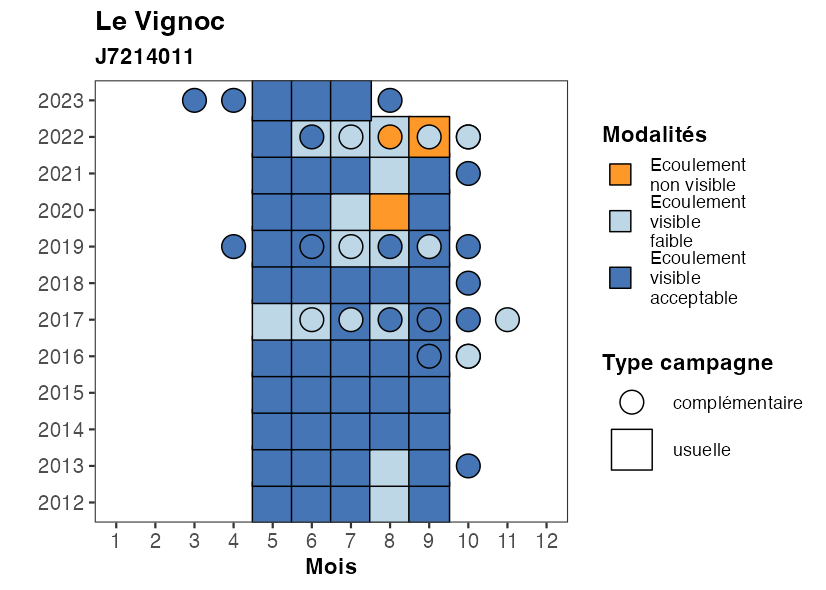 Le Vignoc
J7214011
2023
2022
2021
2020
2019
2018
2017
2016
2015
2014
2013
2012
1 2 3 4 5 6 7 8 9 10 11 12
Mois
Modalités
Ecoulement
non visible
Ecoulement
visible
faible
Ecoulement
visible
acceptable
Type campagne
complémentaire
usuelle